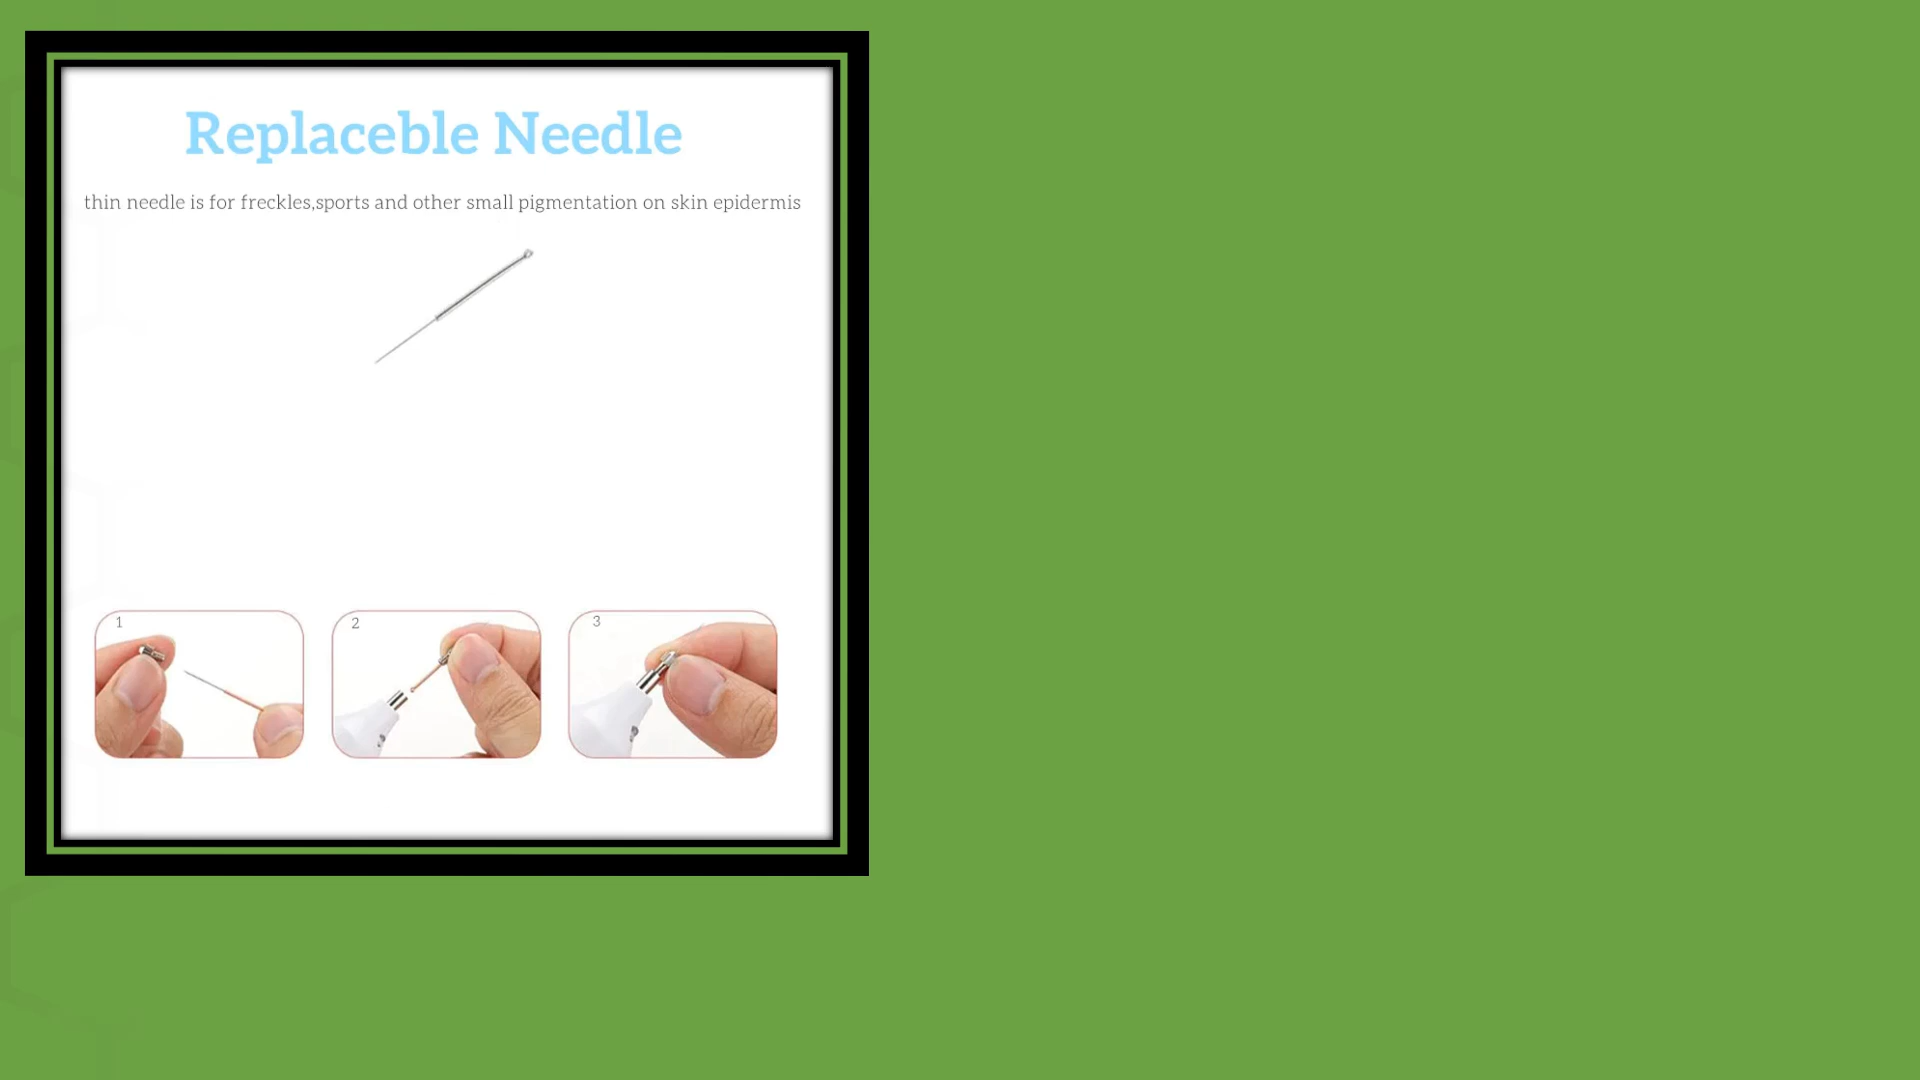 Replaceble Needle
thin needle is for freckles,sports and other small pigmentation on skin epidermis
1
2
3